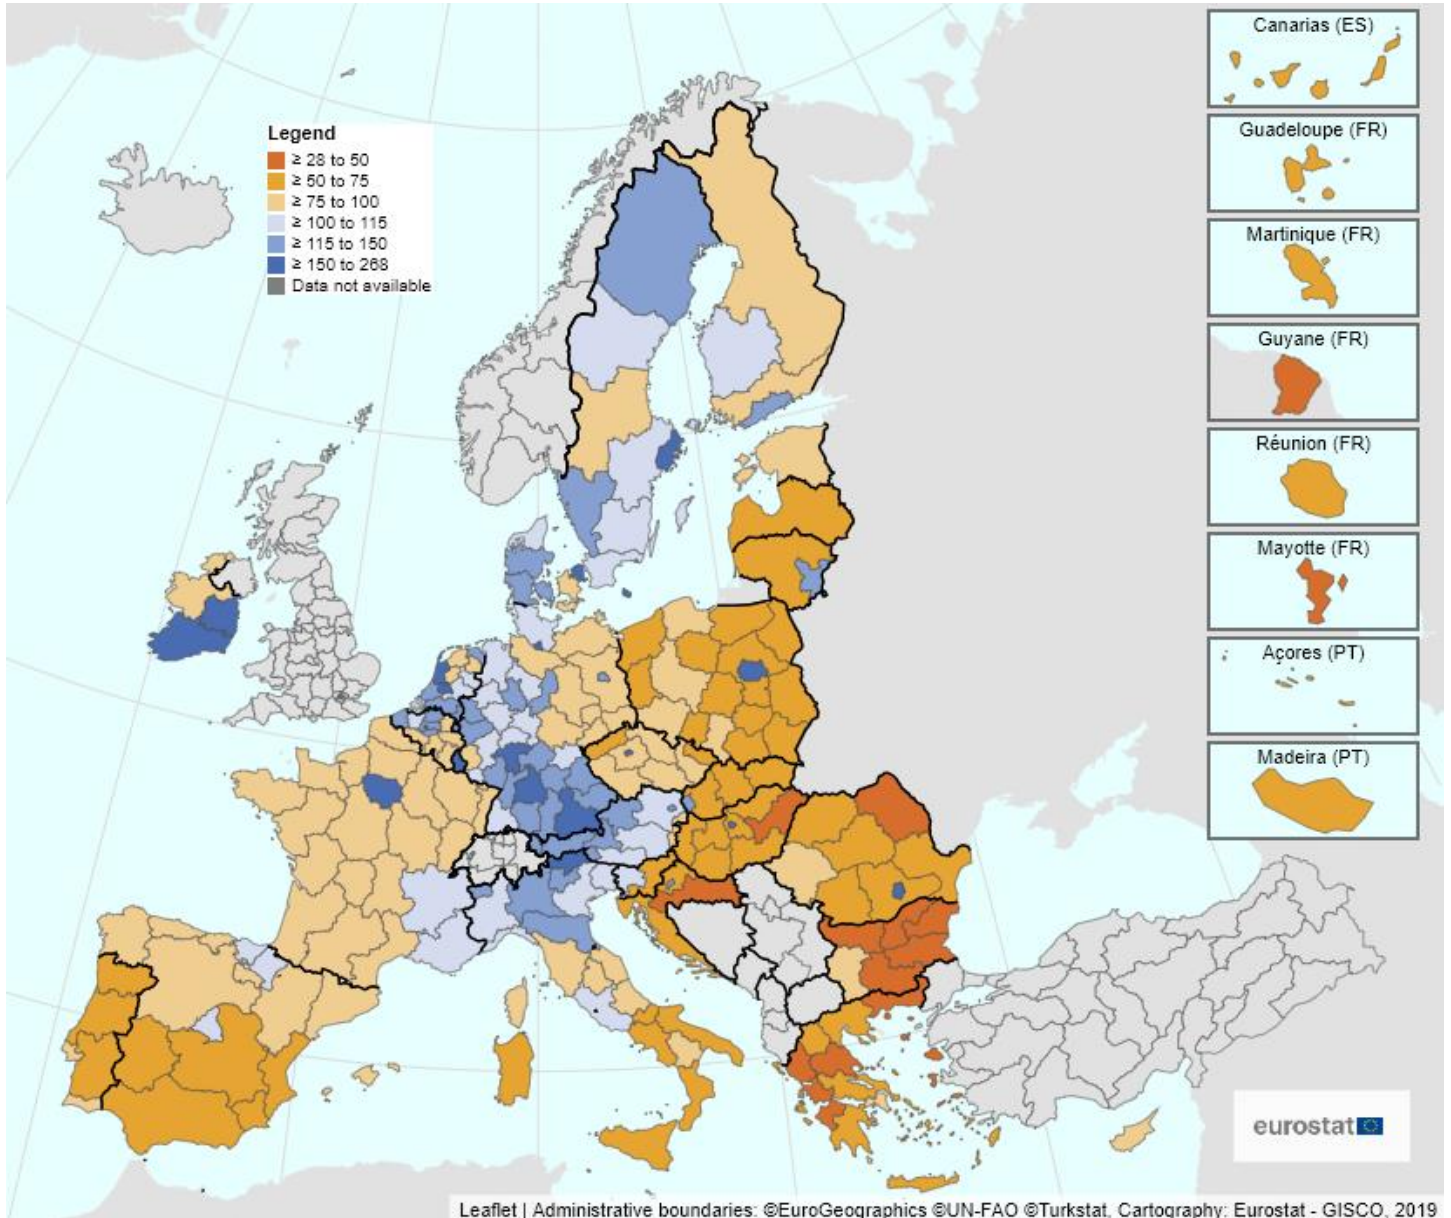 Legend
≥ 28 to 50
≥ 50 to 75
≥ 75 to 100
≥ 100 to 115
≥ 115 to 150
≥ 150 to 268
Data not available
Canarias (ES)
Guadeloupe (FR)
Martinique (FR)
Guyane (FR)
Réunion (FR)
Mayotte (FR)
Açores (PT)
Madeira (PT)
eurostat
Leaflet | Administrative boundaries: ©EuroGeographics ©UN-FAO ©Turkstat, Cartography: Eurostat - GISCO, 2019